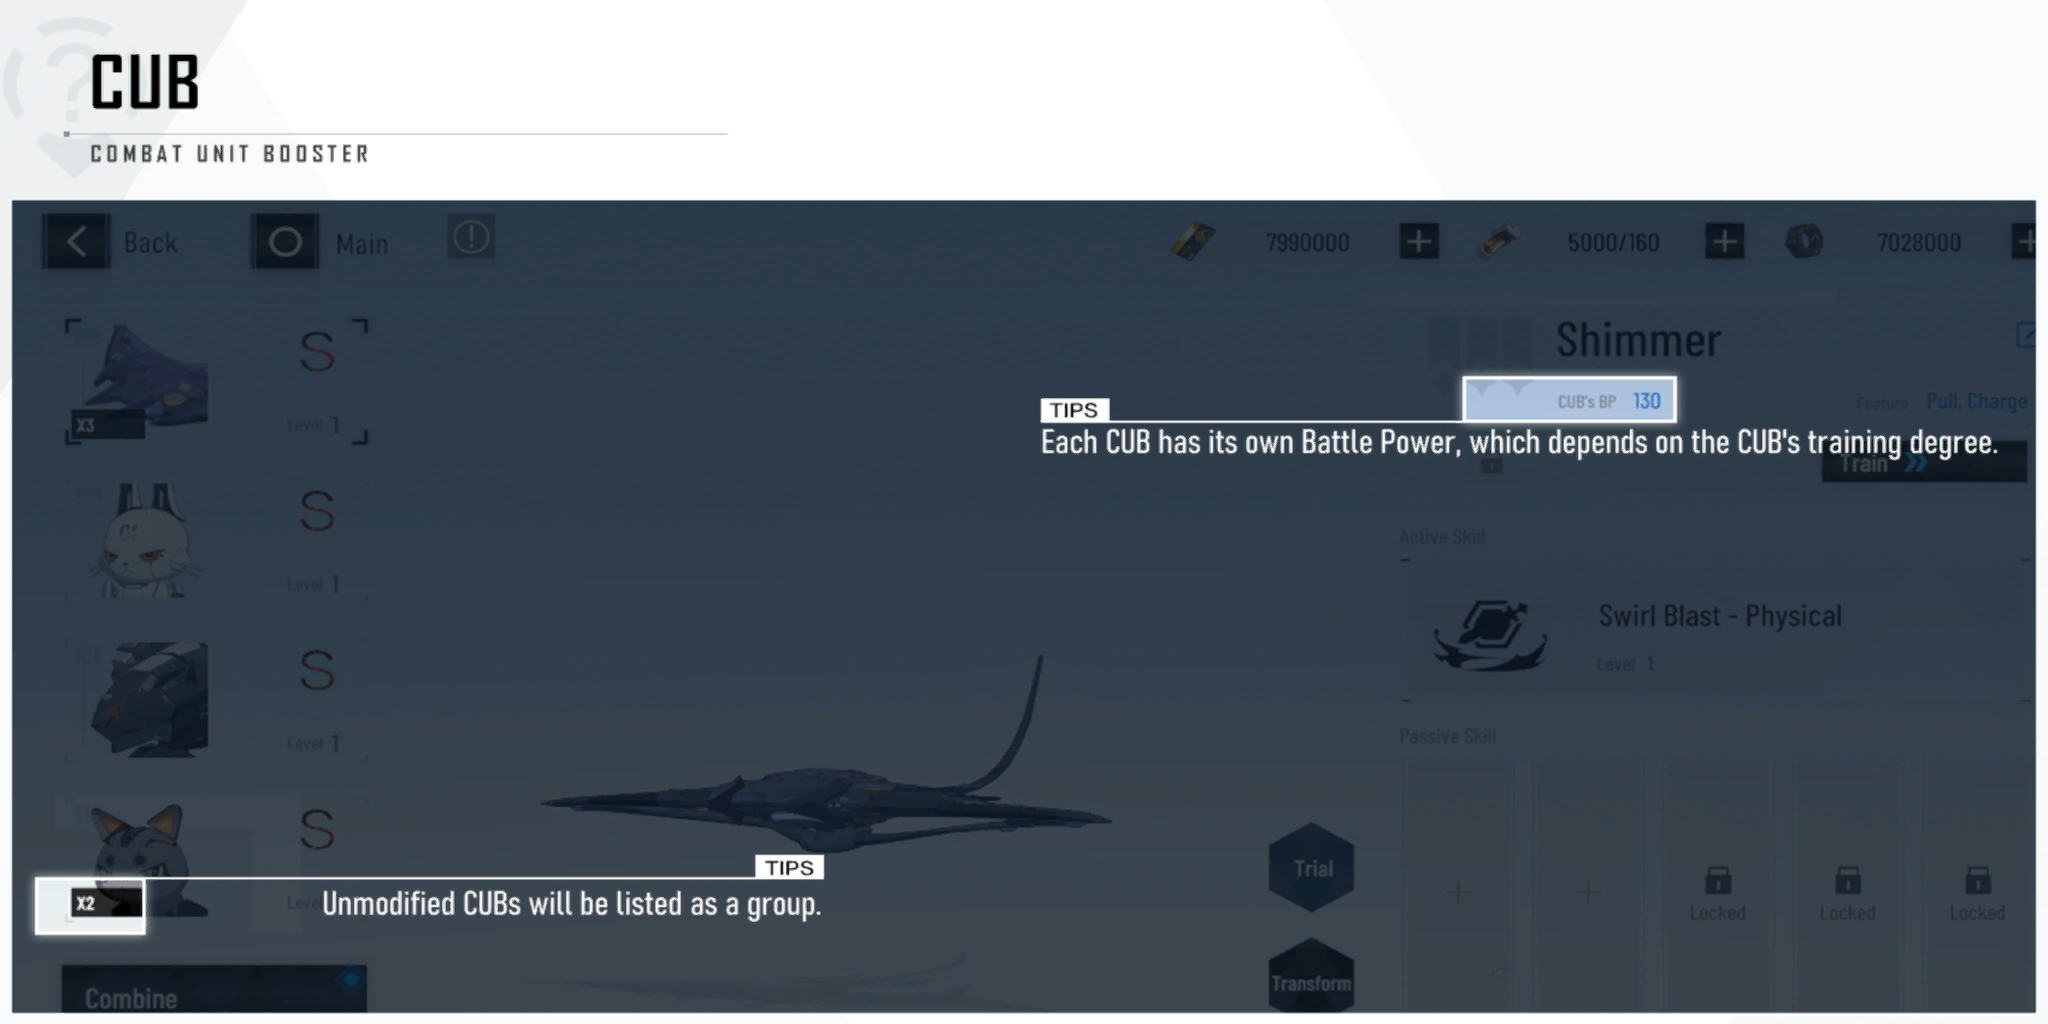 CUB
COMBAT UNIT BOOSTER
Back
Main
7990000
5000/160
7028000
S
X3
Level 1
Shimmer
CUB's BP 130
Feature Pull, Charge
TIPS
Each CUB has its own Battle Power, which depends on the CUB's training degree.
Train
S
Level 1
Active Skill
Swirl Blast - Physical
Level 1
S
Level 1
Passive Skill
S
Trial
TIPS
X2
Level
Unmodified CUBs will be listed as a group.
Locked
Locked
Locked
Transform
Combine